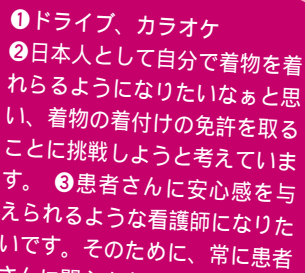 ❶ドライブ、カラオケ
❷日本人として自分で着物を着
れらるようになりたいなぁと思
い、着物の着付けの免許を取る
ことに挑戦しようと考えていま
す。 ❸患者さんに安心感を与
えられるような看護師になりた
いです。そのために、常に患者